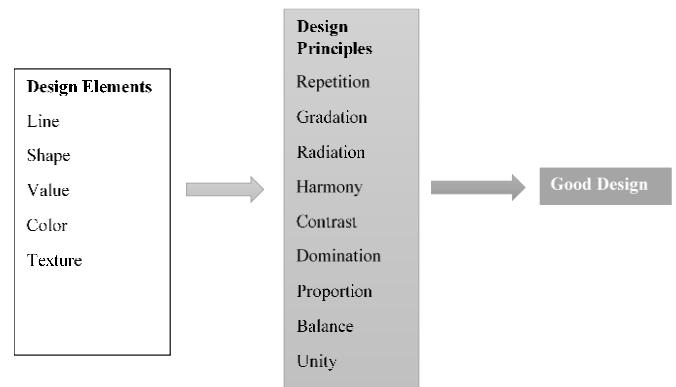 Design Elements
Line
Shape
Value
Color
Texture
Design
Principles
Repetition
Gradation
Radiation
Harmony
Contrast
Domination
Proportion
Balance
Unity
Good Design